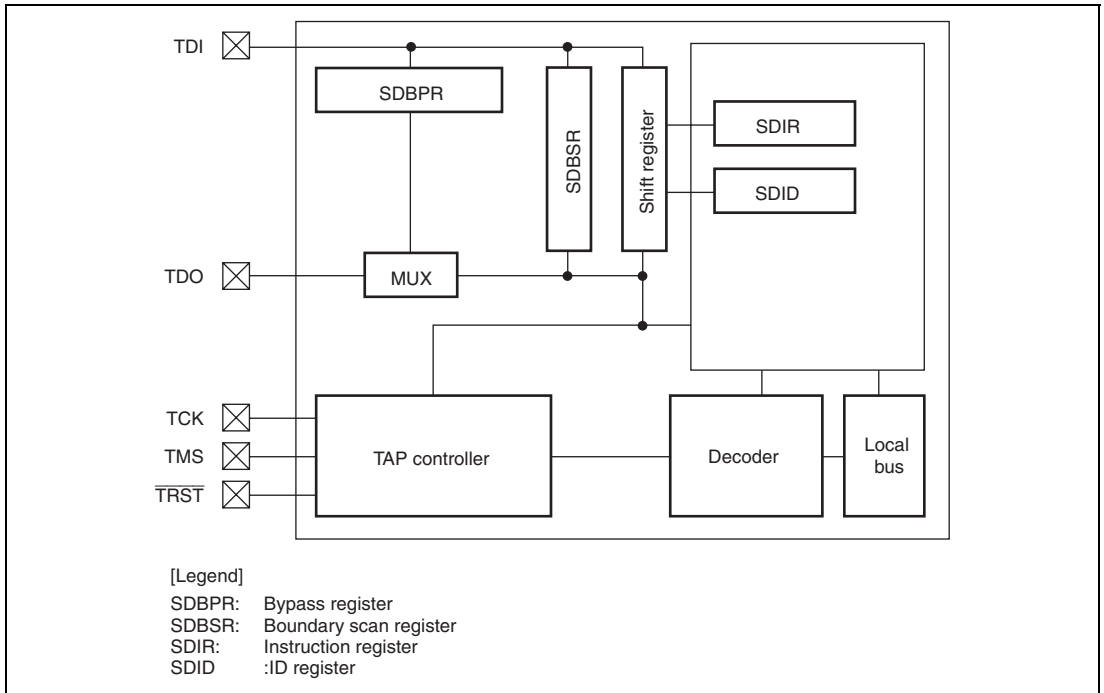 TDI
SDBPR
SDBSR
Shift register
SDIR
SDID
TDO
MUX
TCK
TMS
TRST
TAP controller
Decoder
Local
bus
[Legend]
SDBPR: Bypass register
SDBSR: Boundary scan register
SDIR: Instruction register
SDID :ID register